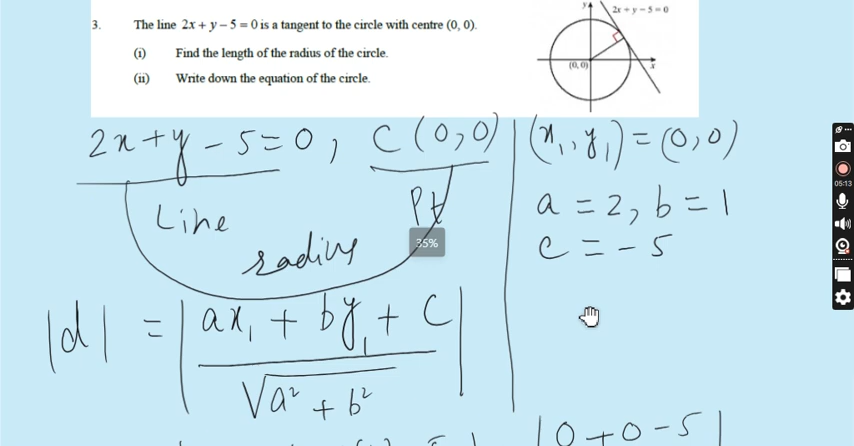 3. The line 2x + y – 5 = 0 is a tangent to the circle with centre (0, 0).
(i) Find the length of the radius of the circle.
(ii) Write down the equation of the circle.
y
2x + y – 5 = 0
(0, 0)
x
2x + y - 5 = 0, C (0,0)
Line
Pt
radius
35%
|d| = | ax₁ + by₁ + C / √a² + b² |
(x₁, y₁) = (0,0)
a = 2, b = 1
c = - 5
| 0 + 0 - 5 |
05:13